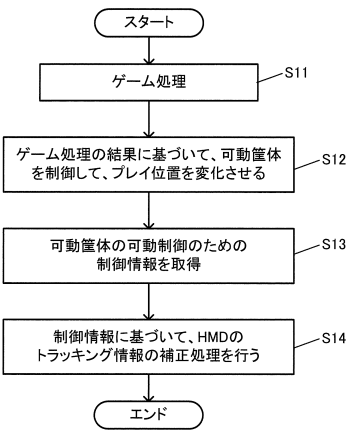 スタート
ゲーム処理
S11
ゲーム処理の結果に基づいて、可動筐体
を制御して、プレイ位置を変化させる
S12
可動筐体の可動制御のための
制御情報を取得
S13
制御情報に基づいて、HMDの
トラッキング情報の補正処理を行う
S14
エンド